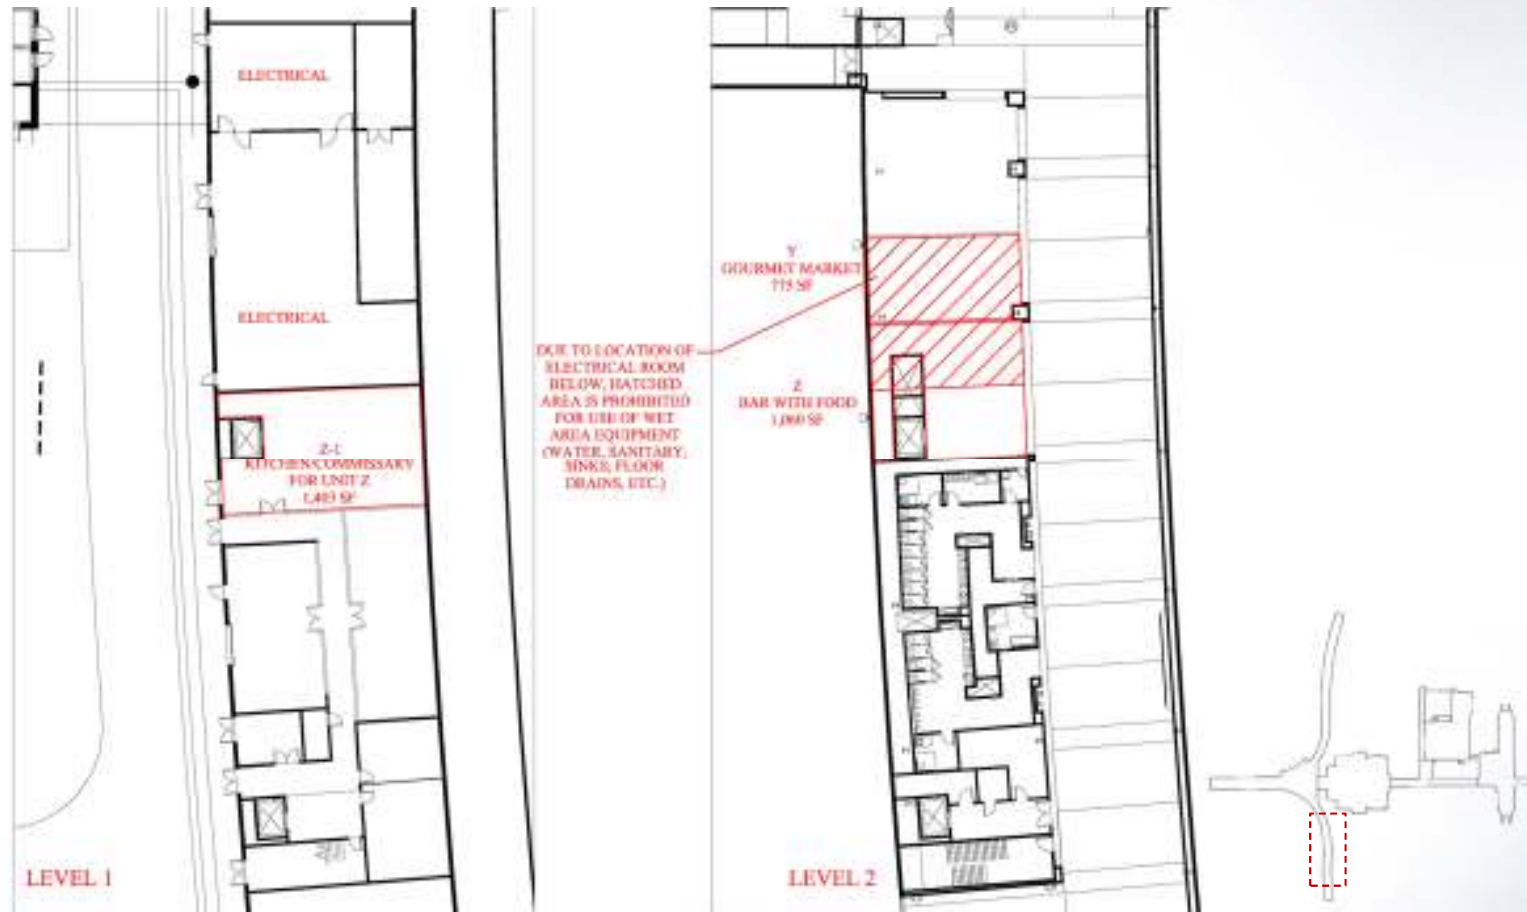 ELECTRICAL
ELECTRICAL
Z-1
KITCHEN/COMMISSARY
FOR UNIT Z
1,403 SF
LEVEL 1
Y
GOURMET MARKET
775 SF
DUE TO LOCATION OF
ELECTRICAL ROOM
BELOW, HATCHED
AREA IS PROHIBITED
FOR USE OF WET
AREA EQUIPMENT
(WATER, SANITARY,
SINKS, FLOOR
DRAINS, ETC.)
Z
BAR WITH FOOD
1,060 SF
LEVEL 2